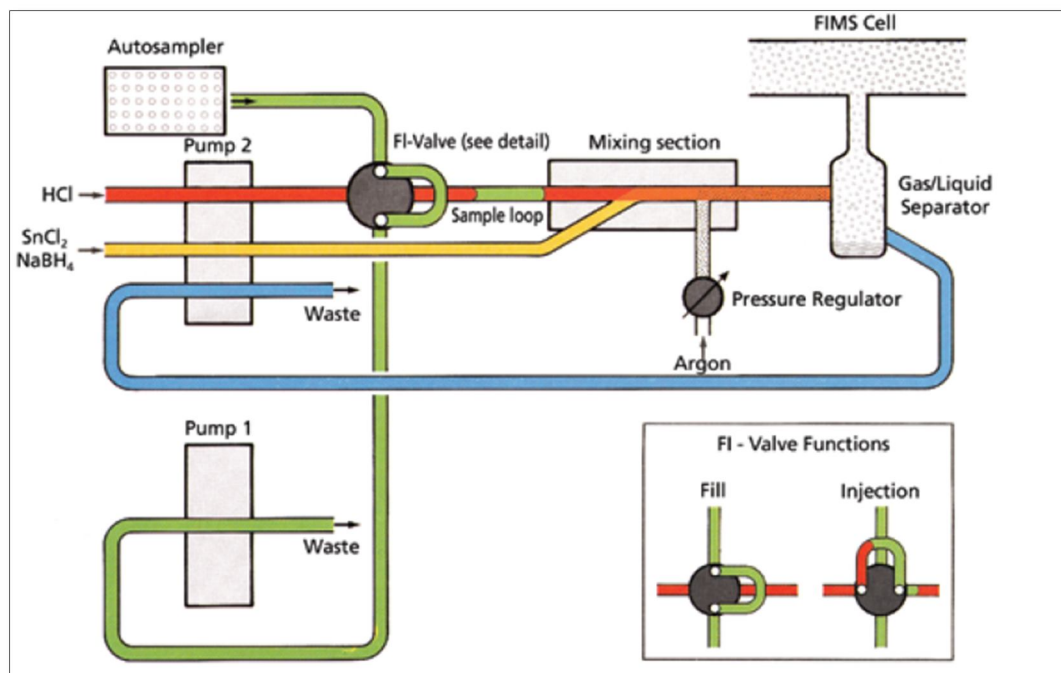 FIMS Cell
Autosampler
Pump 2
FI-Valve (see detail)
Mixing section
HCl
Sample loop
Gas/Liquid
Separator
SnCl2
NaBH4
Waste
Pressure Regulator
Argon
Pump 1
Waste
FI - Valve Functions
Fill
Injection